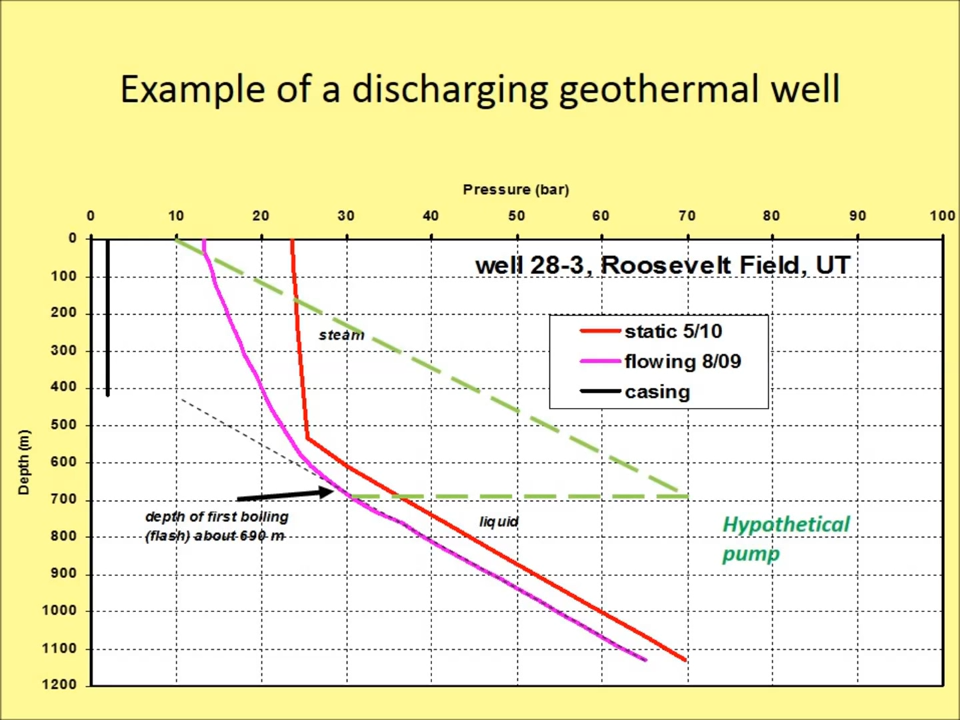 Example of a discharging geothermal well
Pressure (bar)
0 10 20 30 40 50 60 70 80 90 100
0
100
200
300
400
500
600
700
800
900
1000
1100
1200
Depth (m)
well 28-3, Roosevelt Field, UT
static 5/10
flowing 8/09
casing
steam
depth of first boiling
(flash) about 690 m
liquid
Hypothetical
pump